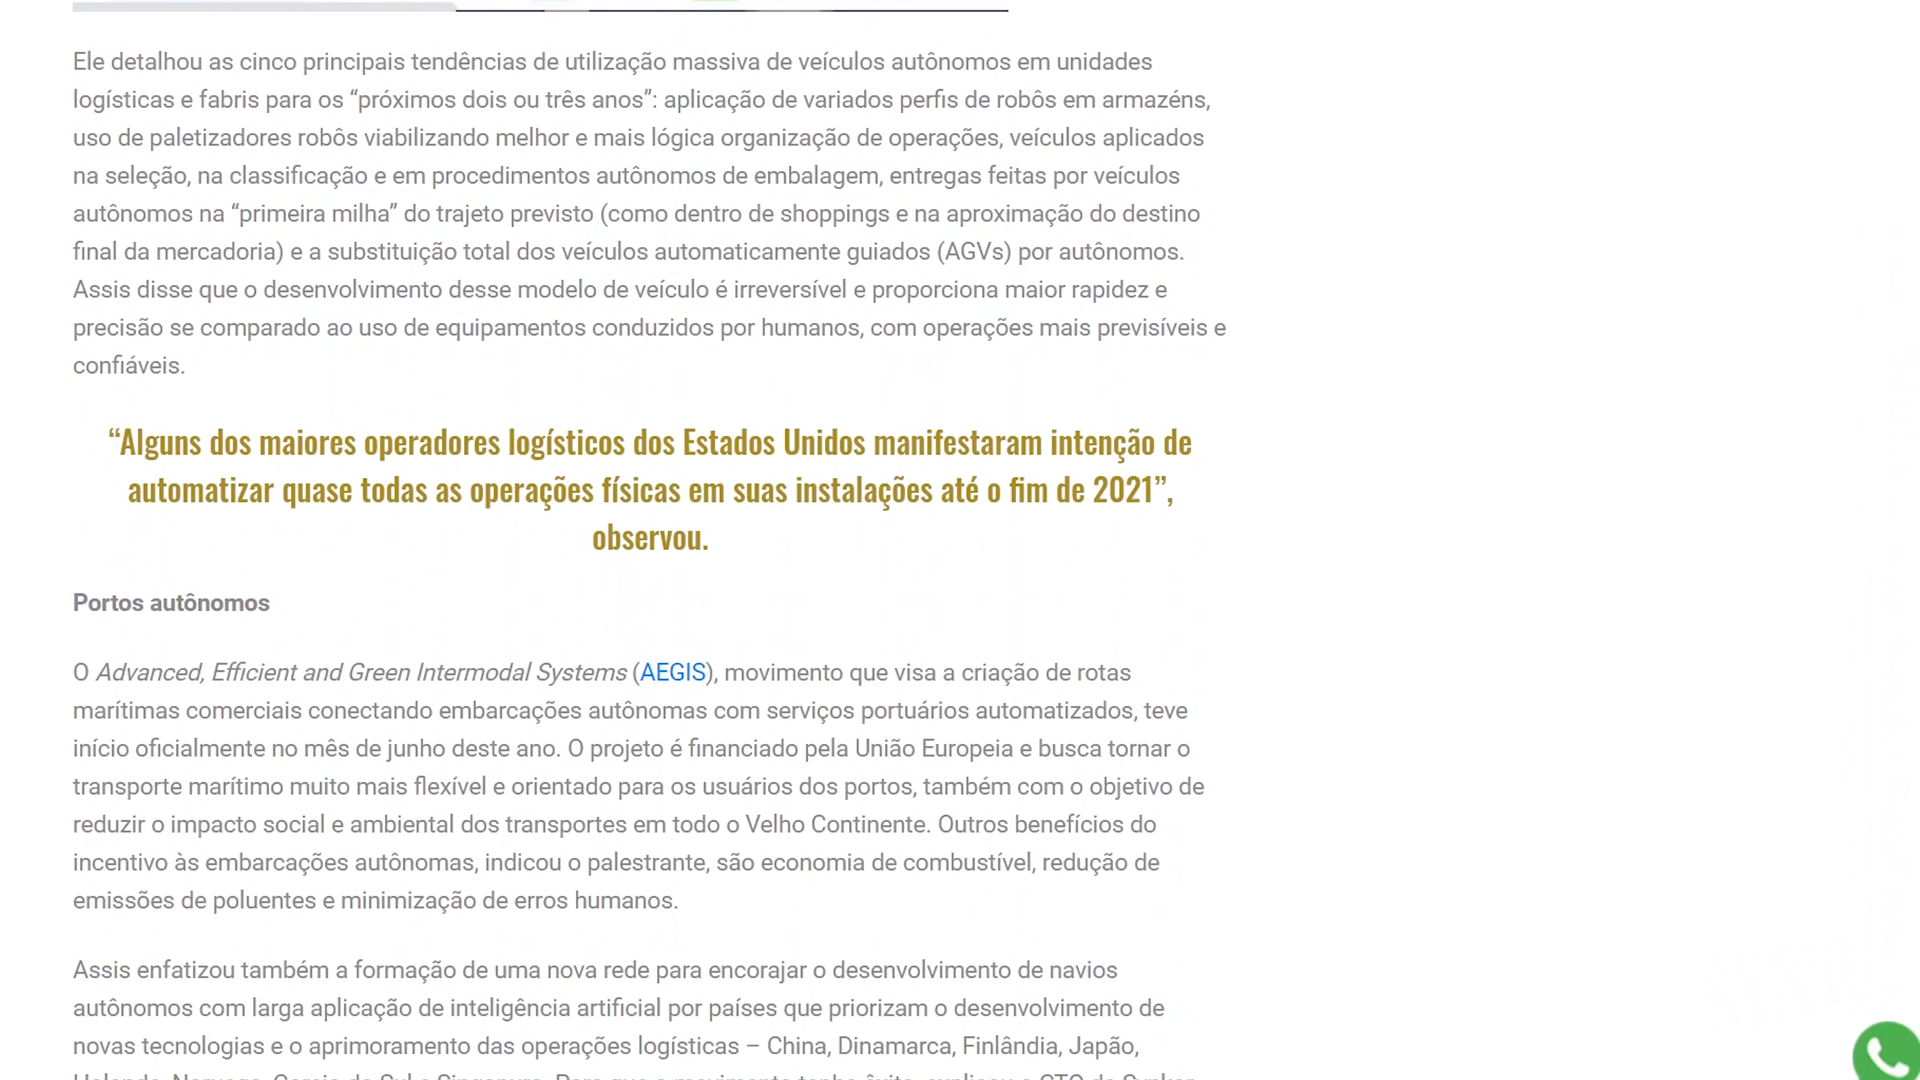 Ele detalhou as cinco principais tendências de utilização massiva de veículos autônomos em unidades
logísticas e fabris para os “próximos dois ou três anos”: aplicação de variados perfis de robôs em armazéns,
uso de paletizadores robôs viabilizando melhor e mais lógica organização de operações, veículos aplicados
na seleção, na classificação e em procedimentos autônomos de embalagem, entregas feitas por veículos
autônomos na “primeira milha” do trajeto previsto (como dentro de shoppings e na aproximação do destino
final da mercadoria) e a substituição total dos veículos automaticamente guiados (AGVs) por autônomos.
Assis disse que o desenvolvimento desse modelo de veículo é irreversível e proporciona maior rapidez e
precisão se comparado ao uso de equipamentos conduzidos por humanos, com operações mais previsíveis e
confiáveis.
“Alguns dos maiores operadores logísticos dos Estados Unidos manifestaram intenção de
automatizar quase todas as operações físicas em suas instalações até o fim de 2021”,
observou.
Portos autônomos
O Advanced, Efficient and Green Intermodal Systems (AEGIS), movimento que visa a criação de rotas
marítimas comerciais conectando embarcações autônomas com serviços portuários automatizados, teve
início oficialmente no mês de junho deste ano. O projeto é financiado pela União Europeia e busca tornar o
transporte marítimo muito mais flexível e orientado para os usuários dos portos, também com o objetivo de
reduzir o impacto social e ambiental dos transportes em todo o Velho Continente. Outros benefícios do
incentivo às embarcações autônomas, indicou o palestrante, são economia de combustível, redução de
emissões de poluentes e minimização de erros humanos.
Assis enfatizou também a formação de uma nova rede para encorajar o desenvolvimento de navios
autônomos com larga aplicação de inteligência artificial por países que priorizam o desenvolvimento de
novas tecnologias e o aprimoramento das operações logísticas – China, Dinamarca, Finlândia, Japão,